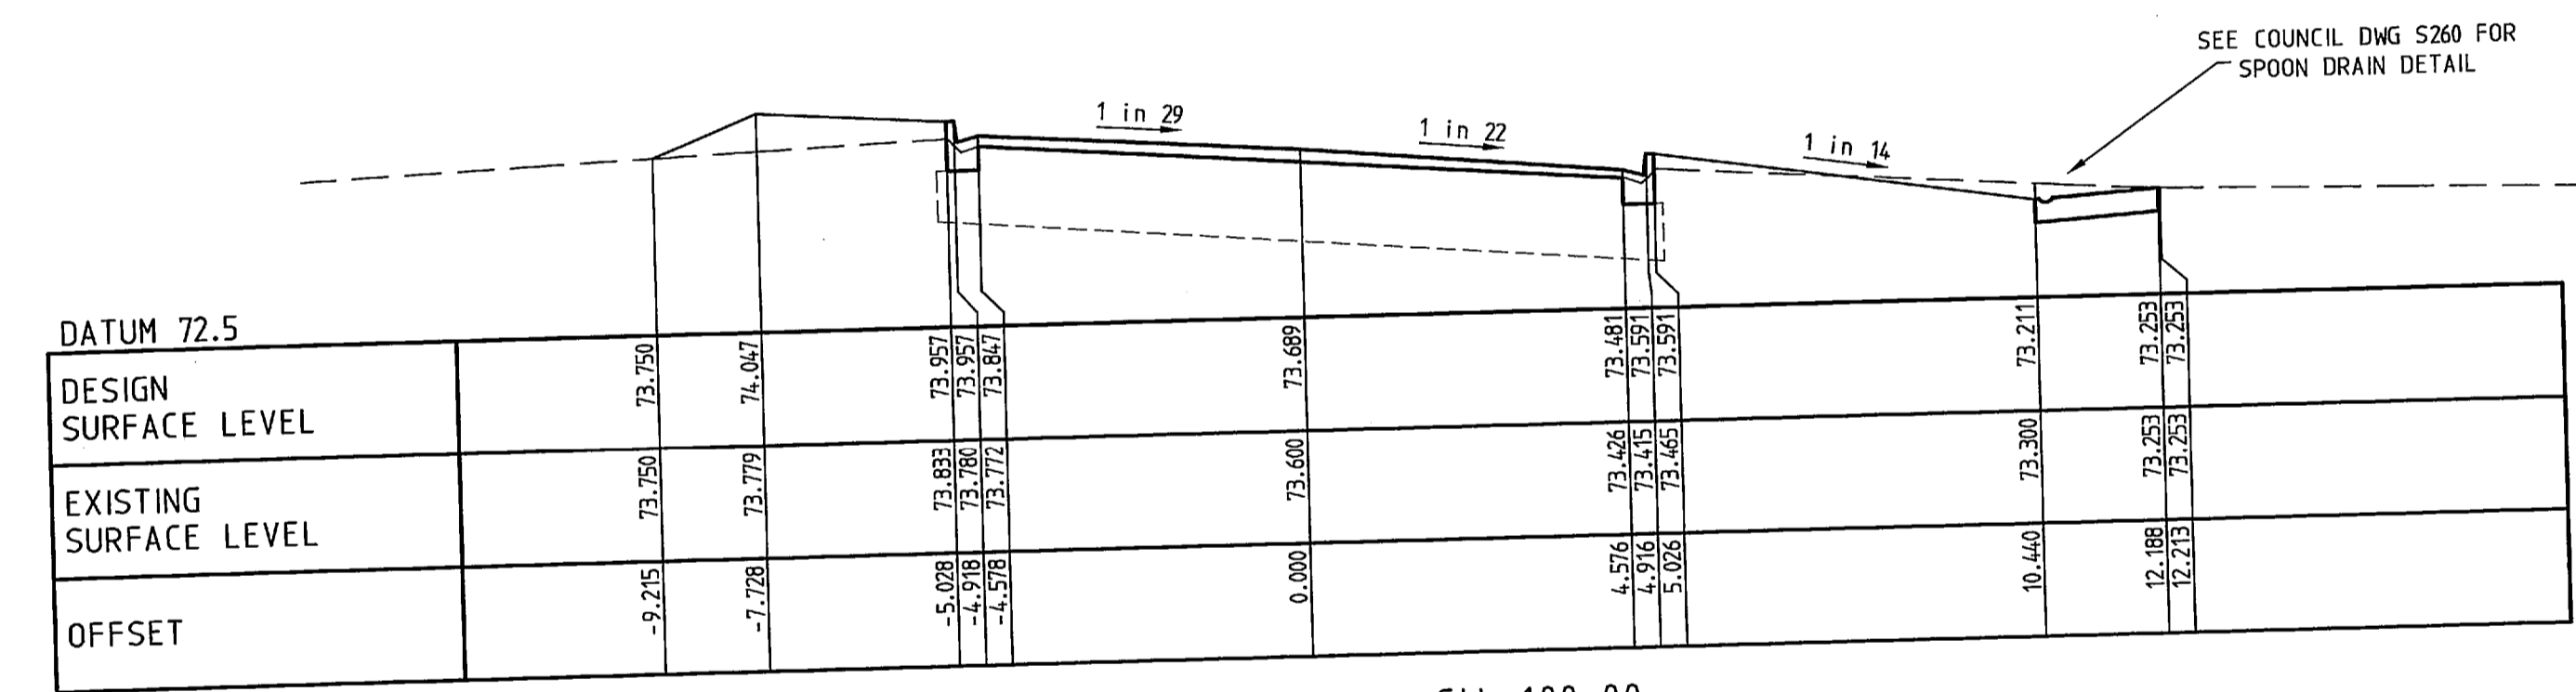 SEE COUNCIL DWG S260 FOR
SPOON DRAIN DETAIL
1 in 29
1 in 22
1 in 14
DATUM 72.5
DESIGN
SURFACE LEVEL
73.750 74.047 73.957 73.957 73.847 73.689 73.481 73.591 73.591 73.211 73.253 73.253
EXISTING
SURFACE LEVEL
73.750 73.779 73.833 73.780 73.772 73.600 73.426 73.415 73.465 73.300 73.253 73.253
OFFSET
-9.215 -7.728 -5.028 -4.918 -4.578 0.000 4.576 4.916 5.026 10.440 12.188 12.213